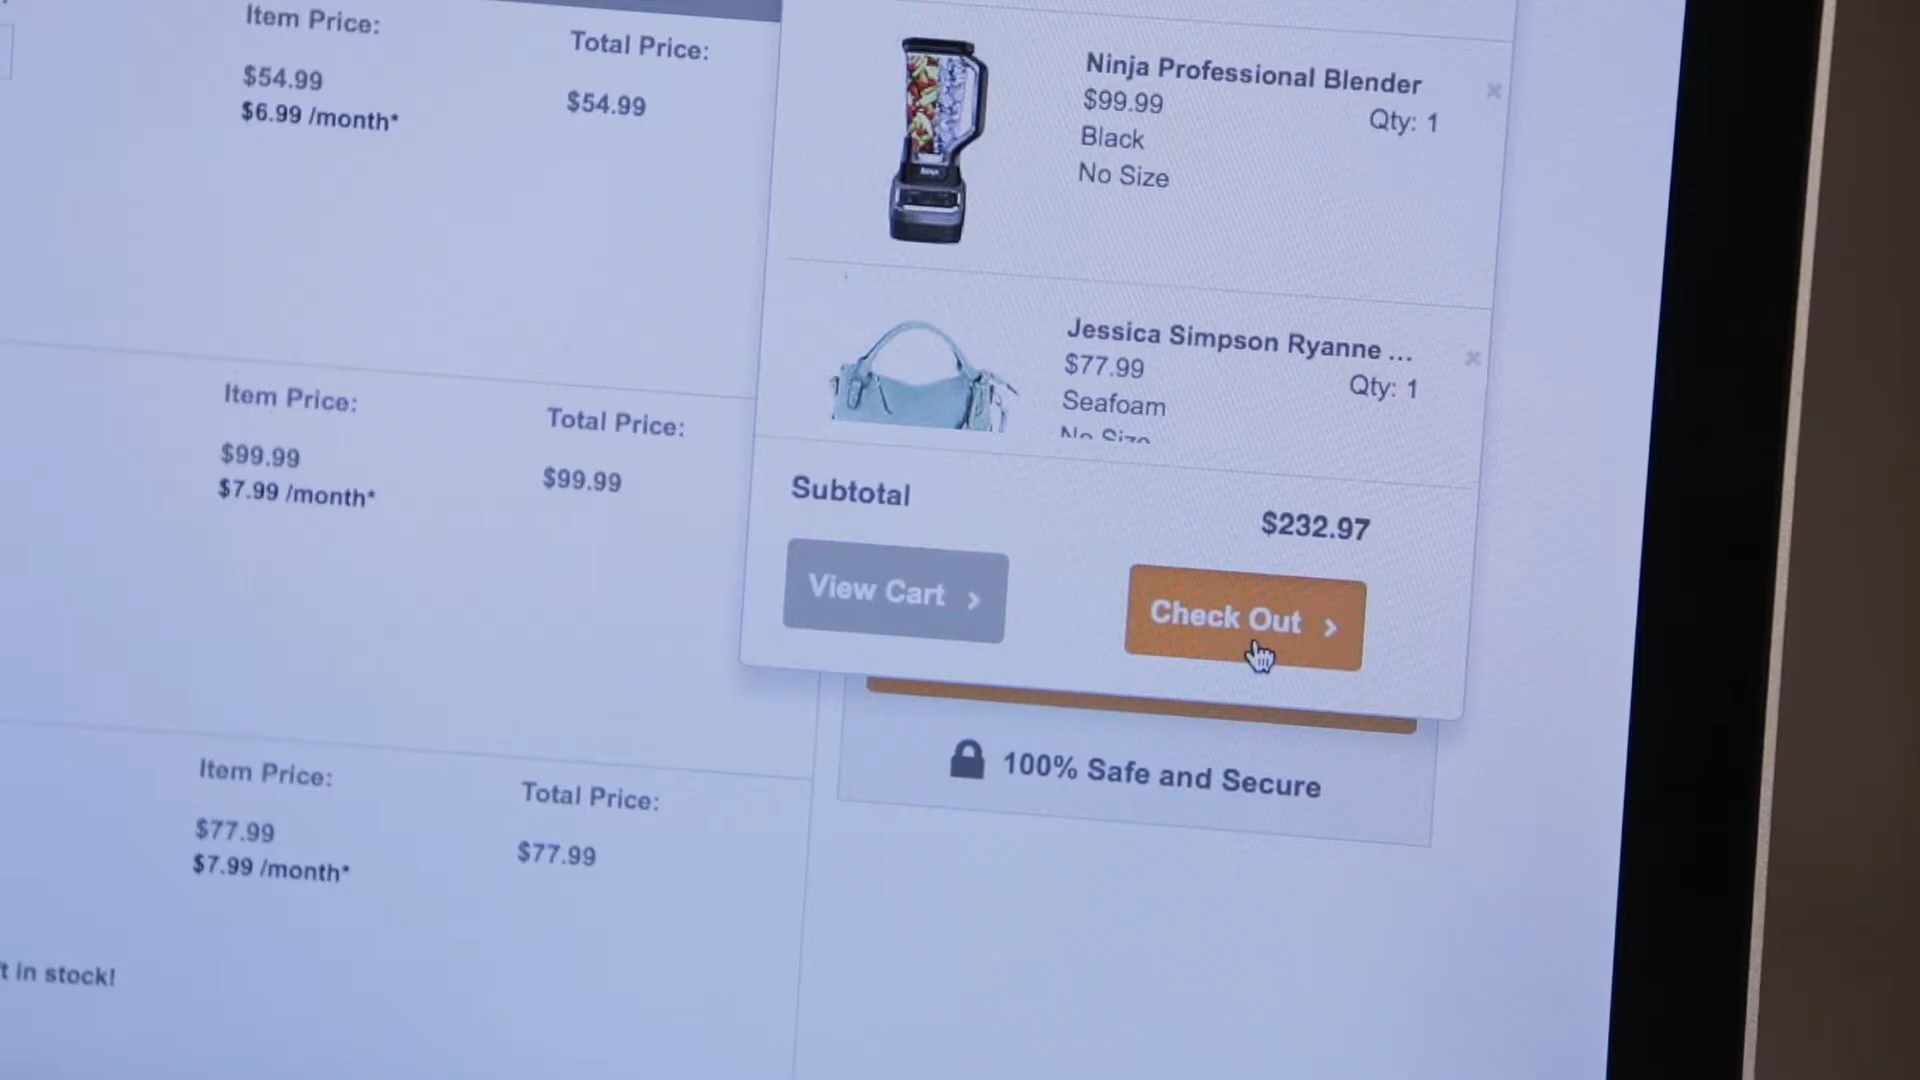 Item Price:
Total Price:
$54.99
$54.99
$6.99 /month*
Item Price:
Total Price:
$99.99
$99.99
$7.99 /month*
Item Price:
Total Price:
$77.99
$77.99
$7.99 /month*
t in stock!
Ninja Professional Blender
$99.99
Qty: 1
Black
No Size
Jessica Simpson Ryanne ...
$77.99
Qty: 1
Seafoam
No Size
Subtotal
$232.97
View Cart
Check Out
100% Safe and Secure